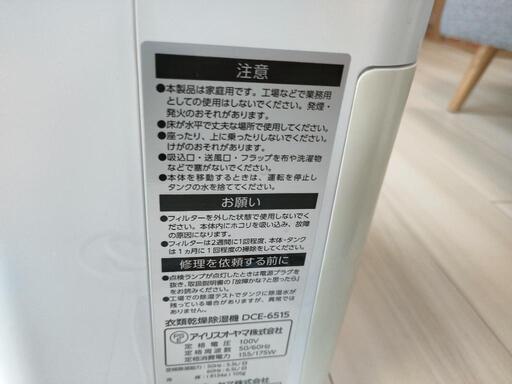 注意
●本製品は家庭用です。工場などで業務用
としての使用はしないでください。発煙・
発火のおそれがあります。
●床が水平で丈夫な場所で使用してください。
●座ったり、上に乗ったりしないでください。
けがのおそれがあります。
●吸込口・送風口・フラップを布や洗濯物
などで塞がないでください。
●本体を移動するときは、運転を停止し
タンクの水を捨ててください。
お願い
●フィルターを外した状態で使用しないで
ください。本体内にホコリを吸い込み、故障
の原因になります。
●フィルターは2週間に1回程度、本体・タンク
は1ヵ月に1回程度の掃除をしてください。
修理を依頼する前に
●点検ランプが点灯したときは電源プラグを
抜き、取扱説明書の「故障かな?と思ったら」
をお読みください。
●工場での除湿テストでタンクに除湿水が
残っている場合がありますが、異常では
ありません。
衣類乾燥除湿機 DCE-6515
アイリスオーヤマ株式会社
定格電圧 100V
定格周波数 50/60Hz
定格消費電力 155/175W